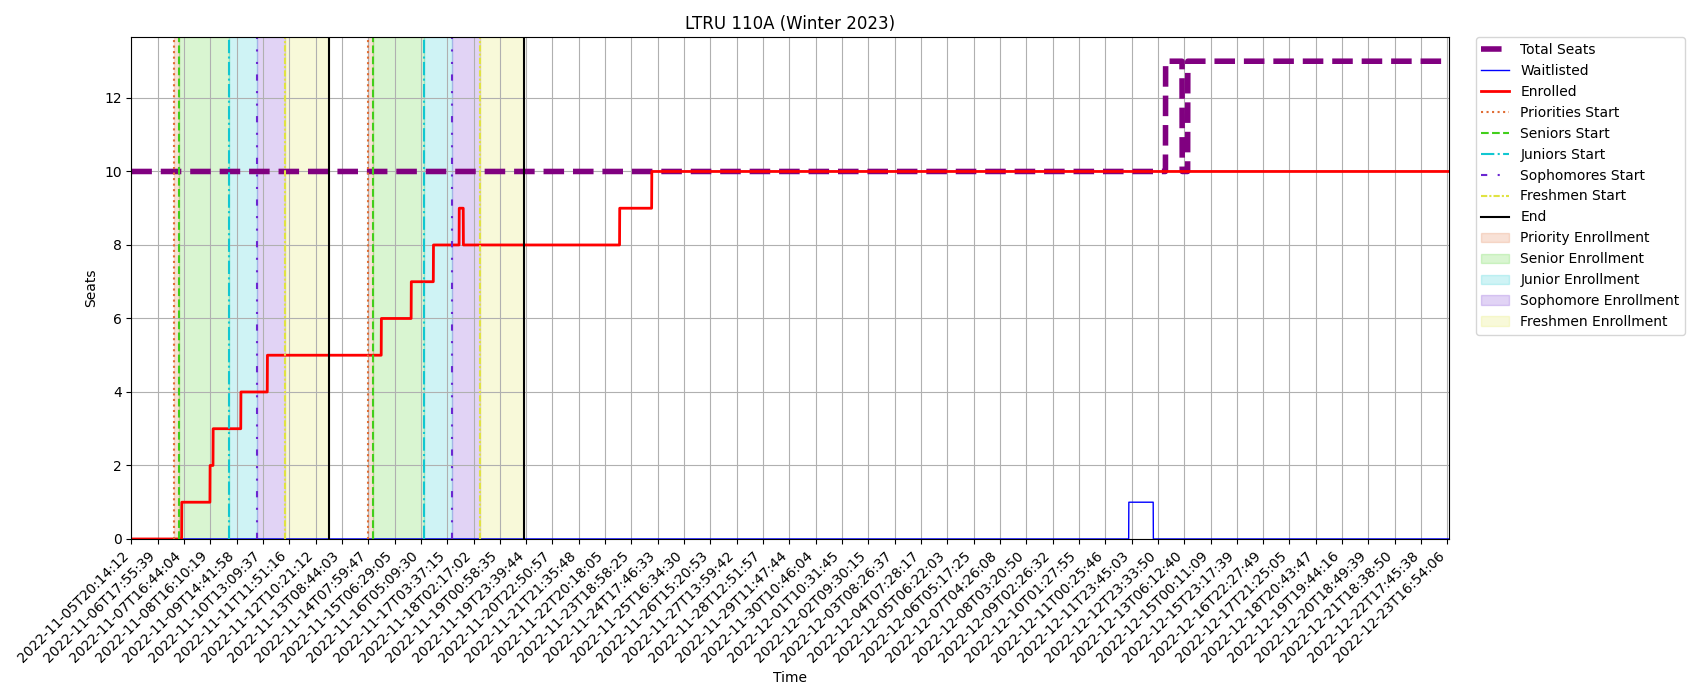 LTRU 110A (Winter 2023)
Seats
12
10
8
6
4
2
0
2022-11-05T20:14:12
2022-11-06T17:55:39
2022-11-07T16:44:04
2022-11-08T16:10:19
2022-11-09T14:41:58
2022-11-10T13:09:37
2022-11-11T11:51:16
2022-11-12T10:21:12
2022-11-13T08:44:03
2022-11-14T07:59:47
2022-11-15T06:29:05
2022-11-16T05:09:30
2022-11-17T03:37:15
2022-11-18T02:17:02
2022-11-19T00:58:35
2022-11-19T23:39:44
2022-11-20T22:50:57
2022-11-21T21:35:48
2022-11-22T20:18:05
2022-11-23T18:58:25
2022-11-24T17:46:33
2022-11-25T16:34:30
2022-11-26T15:20:53
2022-11-27T13:59:42
2022-11-28T12:51:57
2022-11-29T11:47:44
2022-11-30T10:46:04
2022-12-01T10:31:45
2022-12-02T09:30:15
2022-12-03T08:26:37
2022-12-04T07:28:17
2022-12-05T06:22:03
2022-12-06T05:17:25
2022-12-07T04:26:08
2022-12-08T03:20:50
2022-12-09T02:26:32
2022-12-10T01:27:55
2022-12-11T00:25:46
2022-12-11T23:45:03
2022-12-12T23:33:50
2022-12-13T06:12:40
2022-12-15T00:11:09
2022-12-15T23:17:39
2022-12-16T22:27:49
2022-12-17T21:25:05
2022-12-18T20:43:47
2022-12-19T19:44:16
2022-12-20T18:49:39
2022-12-21T18:38:50
2022-12-22T17:45:38
2022-12-23T16:54:06
Time
Total Seats
Waitlisted
Enrolled
Priorities Start
Seniors Start
Juniors Start
Sophomores Start
Freshmen Start
End
Priority Enrollment
Senior Enrollment
Junior Enrollment
Sophomore Enrollment
Freshmen Enrollment